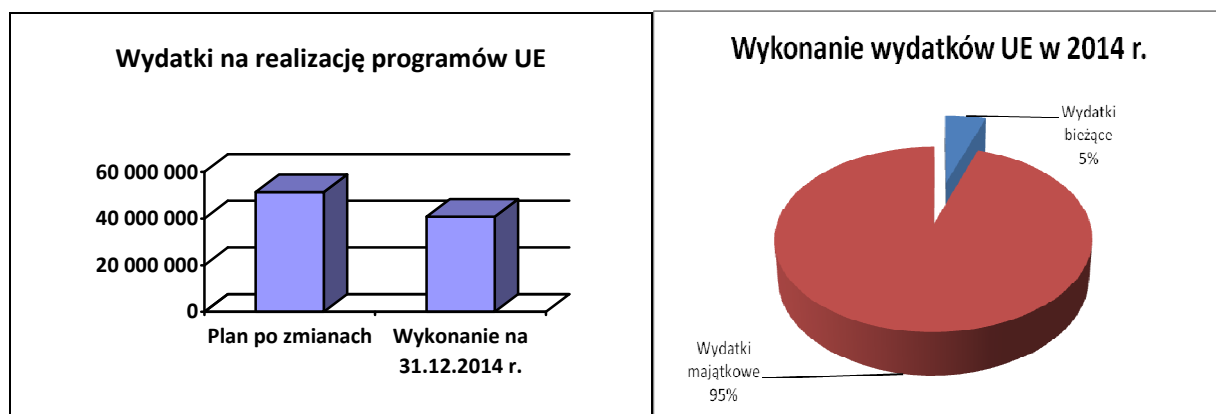 Wydatki na realizację programów UE
60 000 000
40 000 000
20 000 000
0
Plan po zmianach
Wykonanie na
31.12.2014 r.
Wykonanie wydatków UE w 2014 r.
Wydatki
bieżące
5%
Wydatki
majątkowe
95%